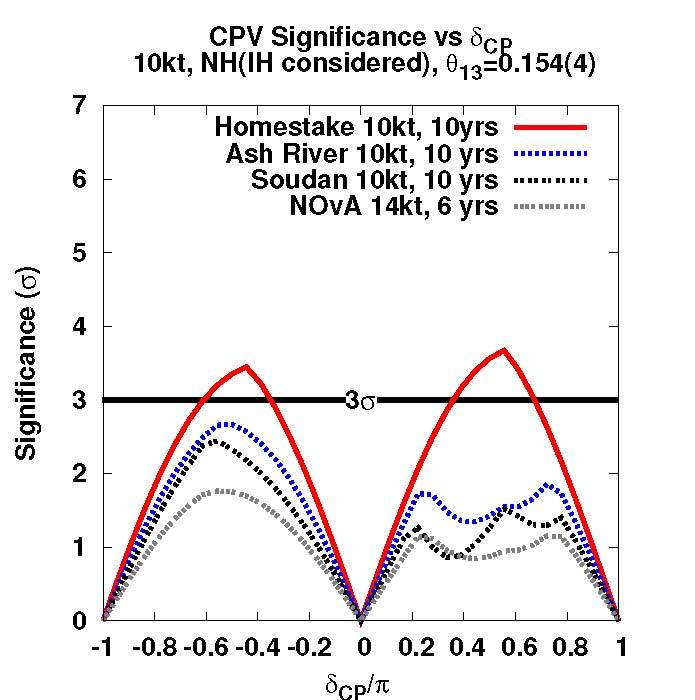 CPV Significance vs δCP
10kt, NH(IH considered), θ13=0.154(4)
7
6
5
4
3
2
1
0
Significance (σ)
Homestake 10kt, 10yrs
Ash River 10kt, 10 yrs
Soudan 10kt, 10 yrs
NOvA 14kt, 6 yrs
3σ
-1 -0.8 -0.6 -0.4 -0.2 0 0.2 0.4 0.6 0.8 1
δCP/π